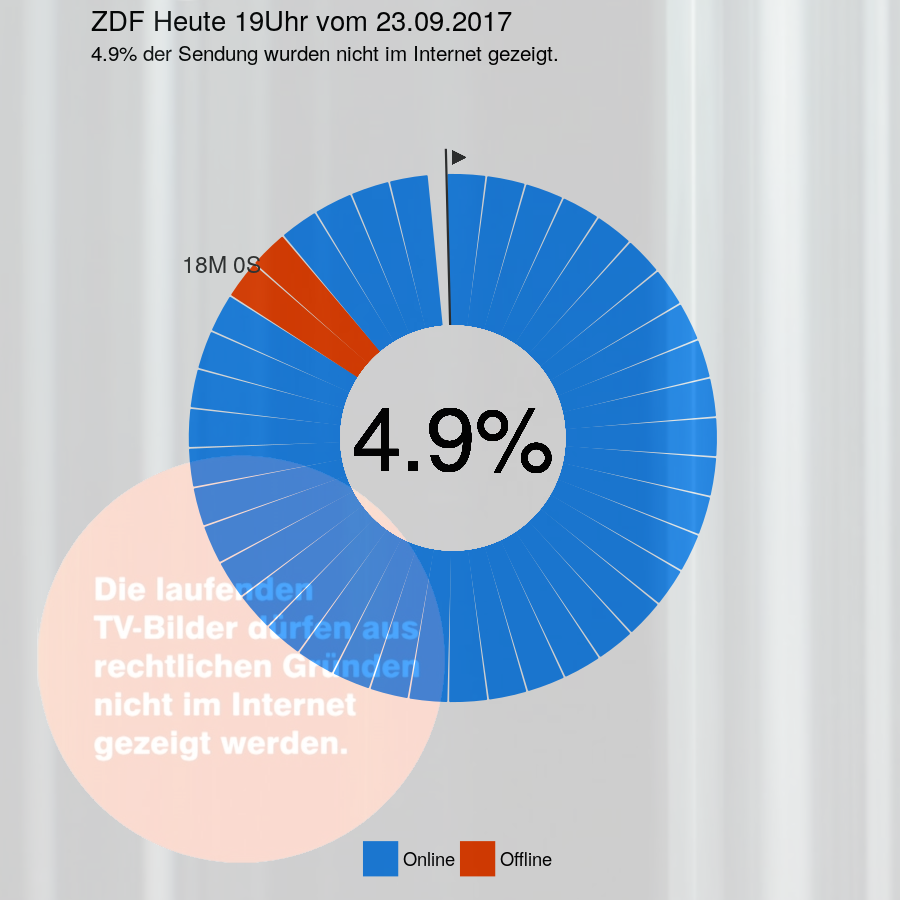 ZDF Heute 19Uhr vom 23.09.2017
4.9% der Sendung wurden nicht im Internet gezeigt.
18M 0S
4.9%
Die laufenden
TV-Bilder dürfen aus
rechtlichen Gründen
nicht im Internet
gezeigt werden.
Online
Offline